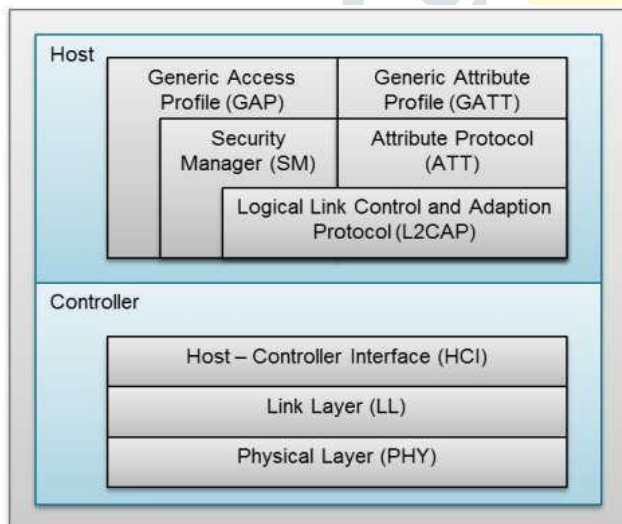 Host
Generic Access
Profile (GAP)
Generic Attribute
Profile (GATT)
Security
Manager (SM)
Attribute Protocol
(ATT)
Logical Link Control and Adaption
Protocol (L2CAP)
Controller
Host – Controller Interface (HCI)
Link Layer (LL)
Physical Layer (PHY)